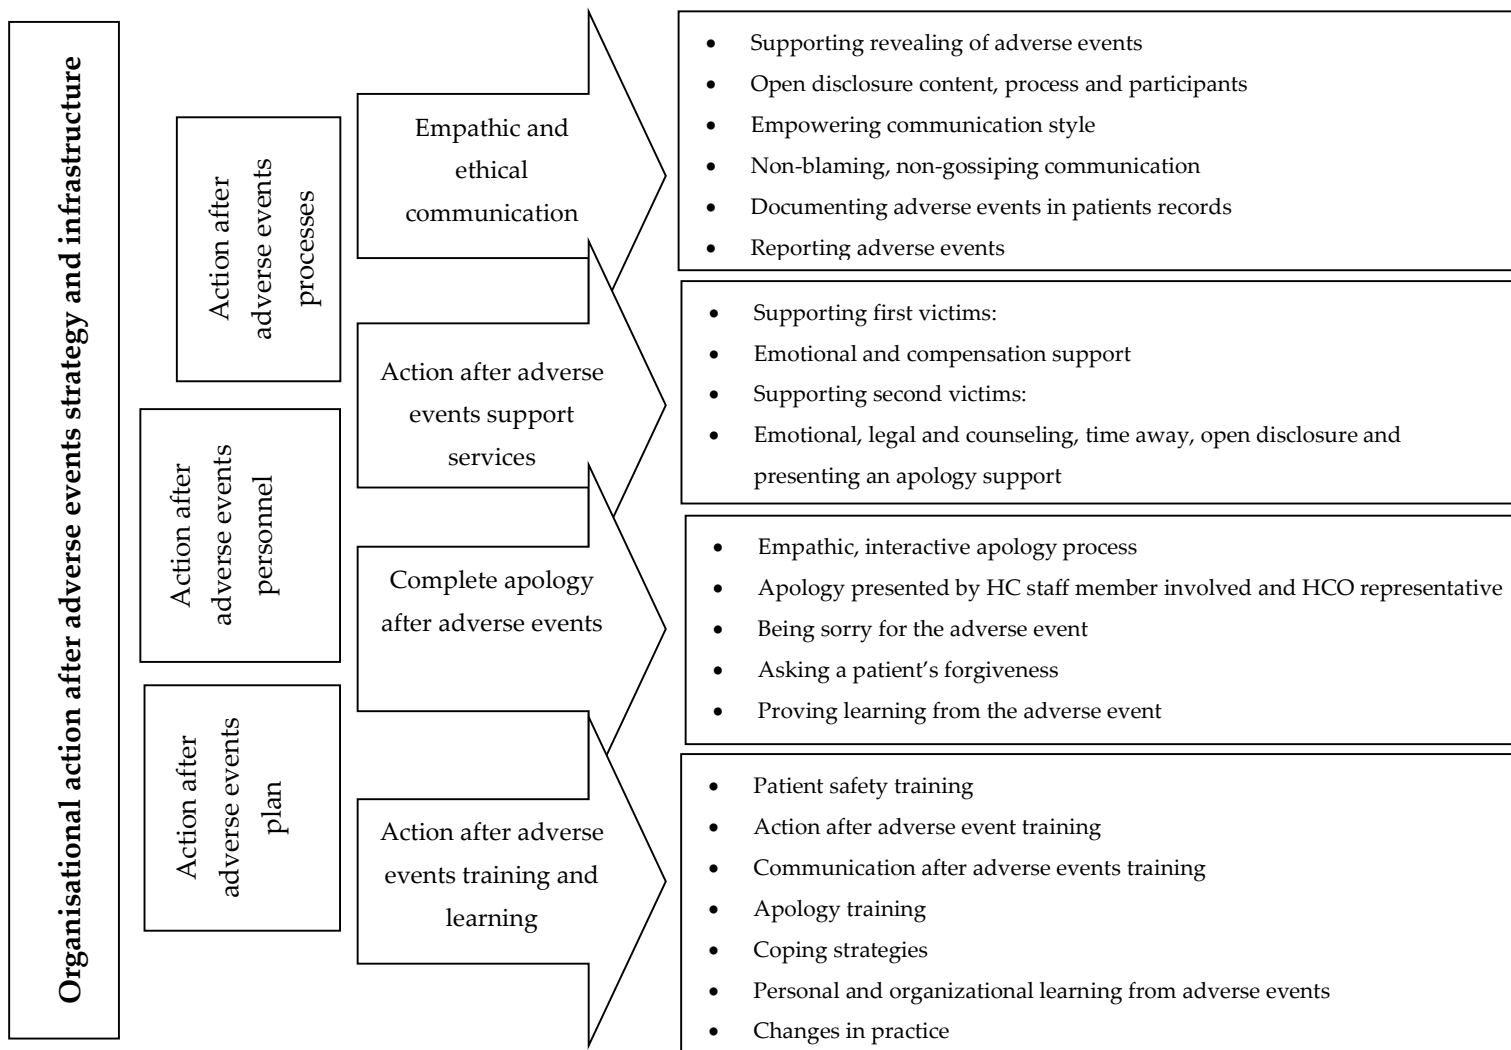 Organisational action after adverse events strategy and infrastructure
Action after
adverse events
processes
Action after
adverse events
personnel
Action after
adverse events
plan
Empathic and
ethical
communication
• Supporting revealing of adverse events
• Open disclosure content, process and participants
• Empowering communication style
• Non-blaming, non-gossiping communication
• Documenting adverse events in patients records
• Reporting adverse events
Action after adverse
events support
services
• Supporting first victims:
• Emotional and compensation support
• Supporting second victims:
• Emotional, legal and counseling, time away, open disclosure and
presenting an apology support
Complete apology
after adverse events
• Empathic, interactive apology process
• Apology presented by HC staff member involved and HCO representative
• Being sorry for the adverse event
• Asking a patient’s forgiveness
• Proving learning from the adverse event
Action after adverse
events training and
learning
• Patient safety training
• Action after adverse event training
• Communication after adverse events training
• Apology training
• Coping strategies
• Personal and organizational learning from adverse events
• Changes in practice